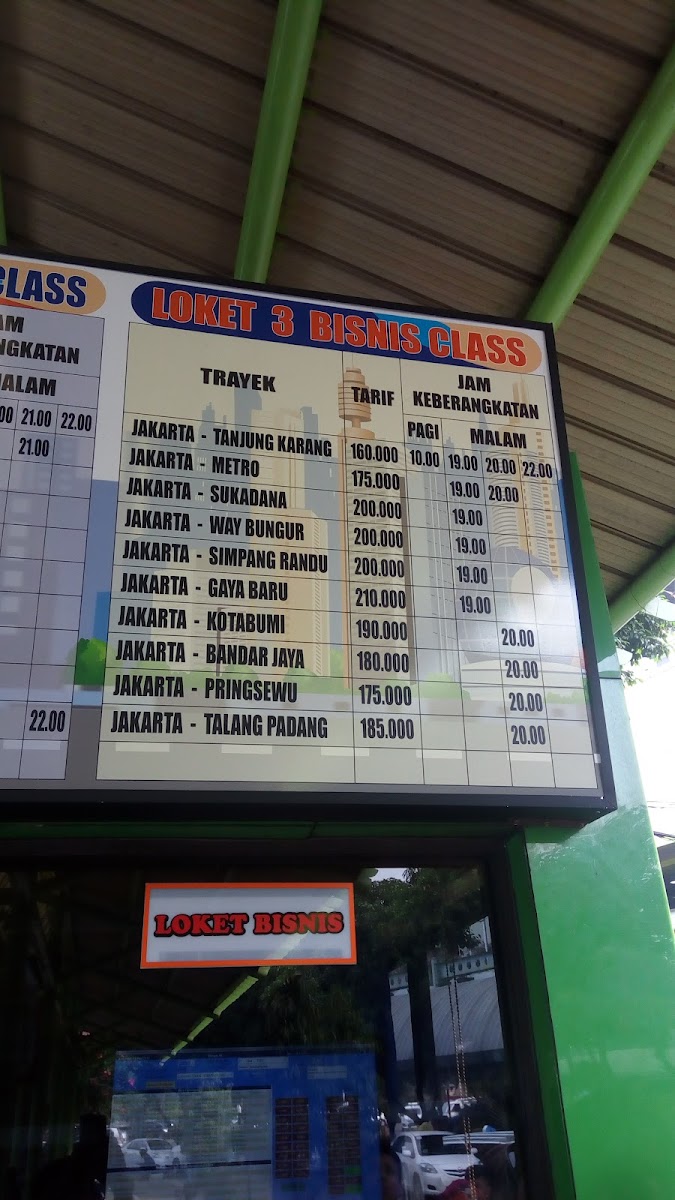 CLASS
AM
NGKATAN
MALAM
00 21.00 22.00
21.00
22.00
LOKET 3 BISNIS CLASS
TRAYEK TARIF JAM KEBERANGKATAN
PAGI MALAM
JAKARTA - TANJUNG KARANG 160.000 10.00 19.00 20.00 22.00
JAKARTA - METRO 175.000 19.00 20.00
JAKARTA - SUKADANA 200.000 19.00
JAKARTA - WAY BUNGUR 200.000 19.00
JAKARTA - SIMPANG RANDU 200.000 19.00
JAKARTA - GAYA BARU 210.000 19.00
JAKARTA - KOTABUMI 190.000 20.00
JAKARTA - BANDAR JAYA 180.000 20.00
JAKARTA - PRINGSEWU 175.000 20.00
JAKARTA - TALANG PADANG 185.000 20.00
LOKET BISNIS